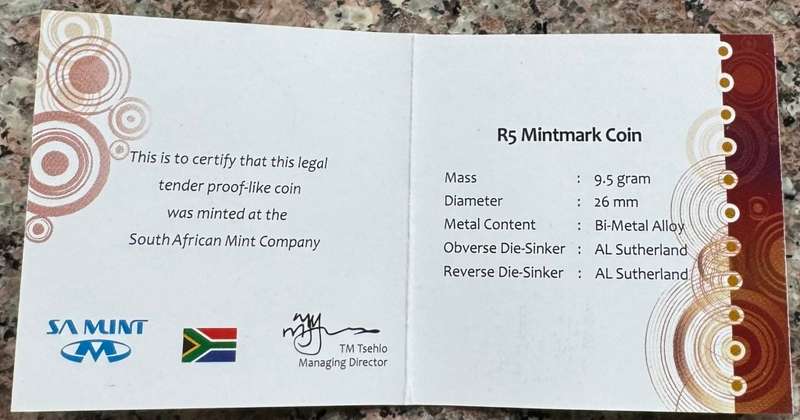 This is to certify that this legal
tender proof-like coin
was minted at the
South African Mint Company
SA MINT
TM Tsehlo
Managing Director
R5 Mintmark Coin
Mass : 9.5 gram
Diameter : 26 mm
Metal Content : Bi-Metal Alloy
Obverse Die-Sinker : AL Sutherland
Reverse Die-Sinker : AL Sutherland